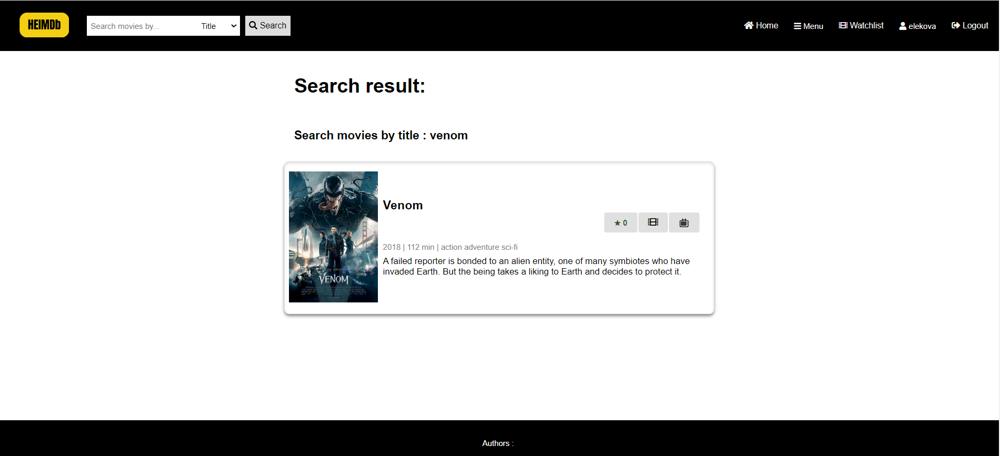 HEIMDb
Search movies by...
Title
Search
Home
Menu
Watchlist
elekova
Logout
Search result:
Search movies by title : venom
VENOM
Venom
★ 0
2018 | 112 min | action adventure sci-fi
A failed reporter is bonded to an alien entity, one of many symbiotes who have
invaded Earth. But the being takes a liking to Earth and decides to protect it.
Authors :